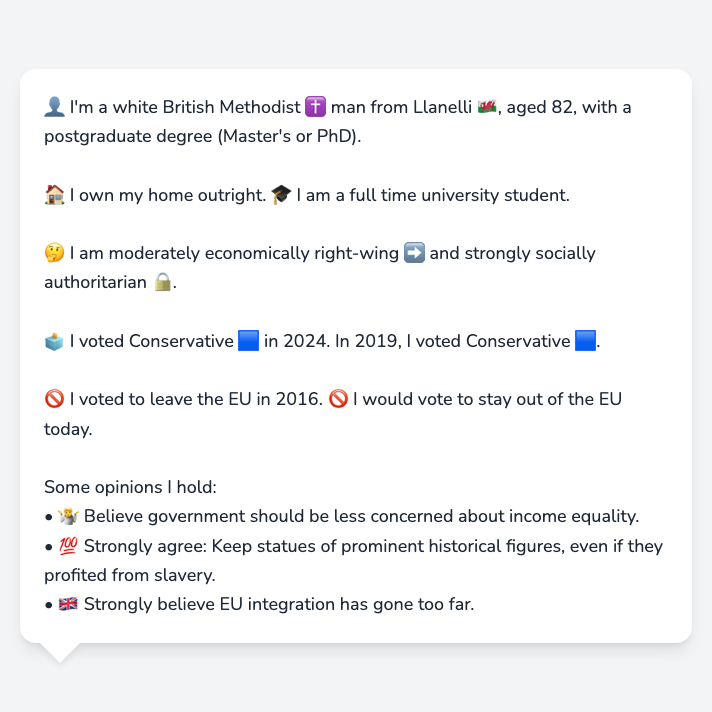 👤 I'm a white British Methodist ✝️ man from Llanelli 🏴󠁧󠁢󠁷󠁬󠁳󠁿, aged 82, with a
postgraduate degree (Master's or PhD).
🏠 I own my home outright. 🎓 I am a full time university student.
🤔 I am moderately economically right-wing ➡️ and strongly socially
authoritarian 🔒.
🗳️ I voted Conservative 🟦 in 2024. In 2019, I voted Conservative 🟦.
🚫 I voted to leave the EU in 2016. 🚫 I would vote to stay out of the EU
today.
Some opinions I hold:
• 🤷 Believe government should be less concerned about income equality.
• 💯 Strongly agree: Keep statues of prominent historical figures, even if they
profited from slavery.
• 🇬🇧 Strongly believe EU integration has gone too far.